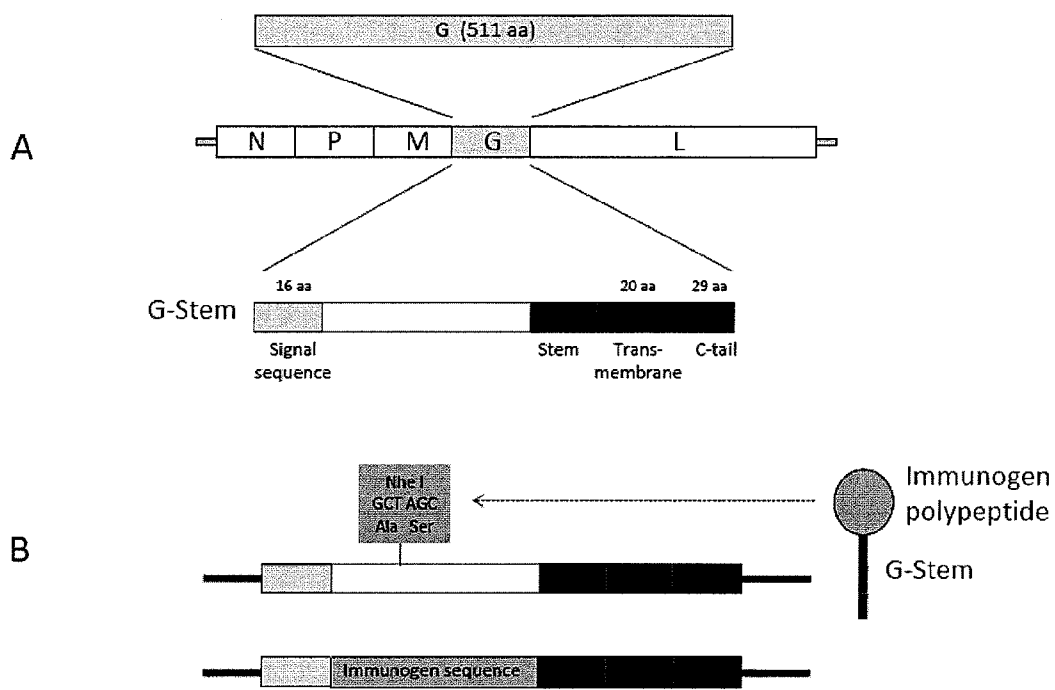 G (511 aa)
A
N P M G L
16 aa 20 aa 29 aa
G-Stem
Signal
sequence
Stem
Trans-
membrane
C-tail
B
Nhe I
GCT AGC
Ala Ser
Immunogen
polypeptide
G-Stem
Immunogen sequence